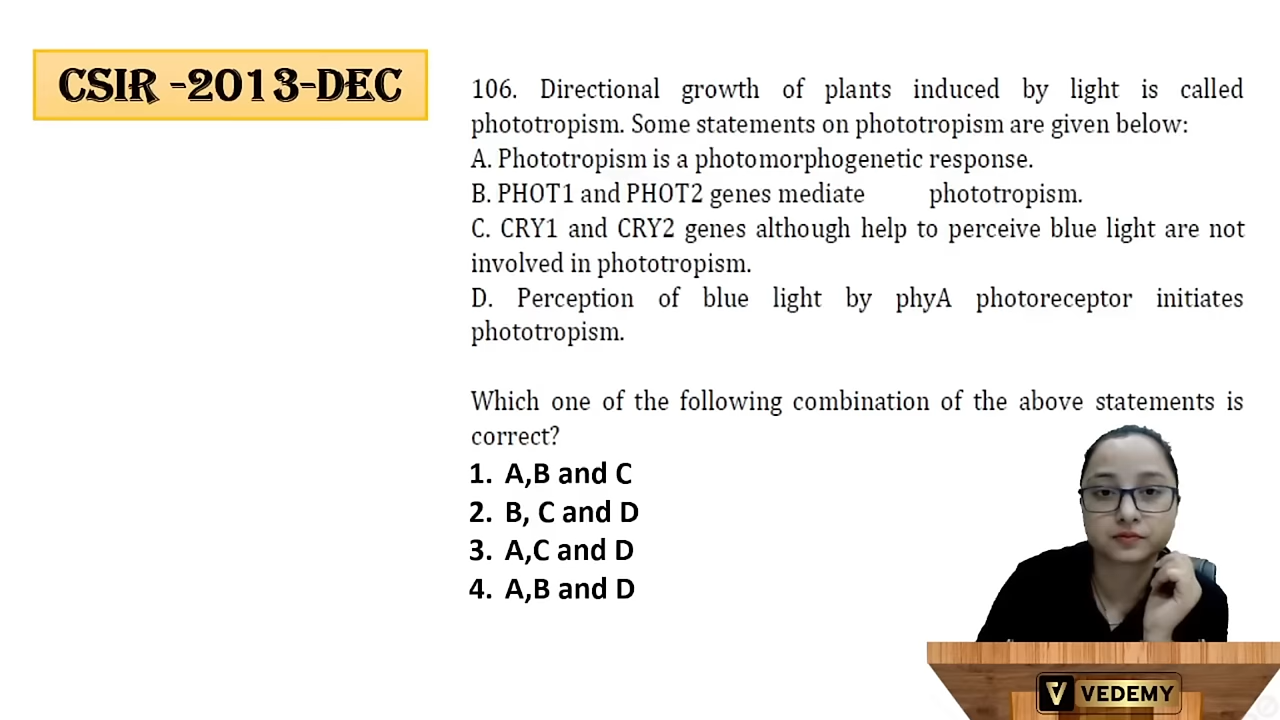 CSIR -2013-DEC
106. Directional growth of plants induced by light is called
phototropism. Some statements on phototropism are given below:
A. Phototropism is a photomorphogenetic response.
B. PHOT1 and PHOT2 genes mediate phototropism.
C. CRY1 and CRY2 genes although help to perceive blue light are not
involved in phototropism.
D. Perception of blue light by phyA photoreceptor initiates
phototropism.
Which one of the following combination of the above statements is
correct?
1. A,B and C
2. B, C and D
3. A,C and D
4. A,B and D
VEDEMY